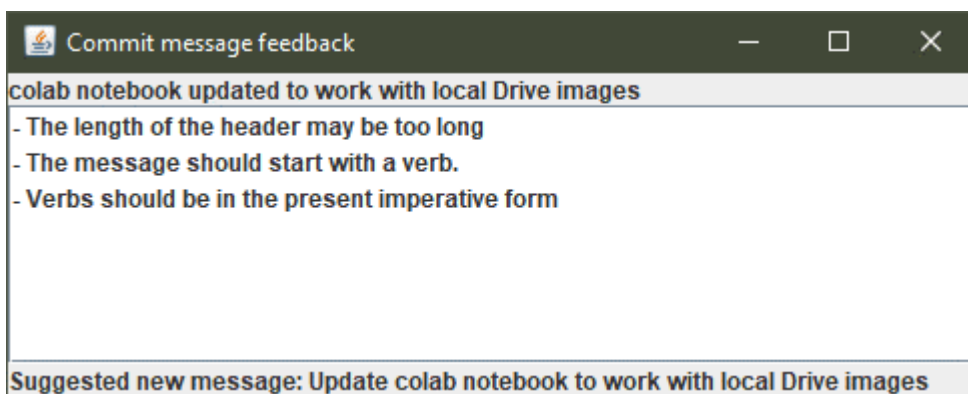 Commit message feedback
colab notebook updated to work with local Drive images
- The length of the header may be too long
- The message should start with a verb.
- Verbs should be in the present imperative form
Suggested new message: Update colab notebook to work with local Drive images